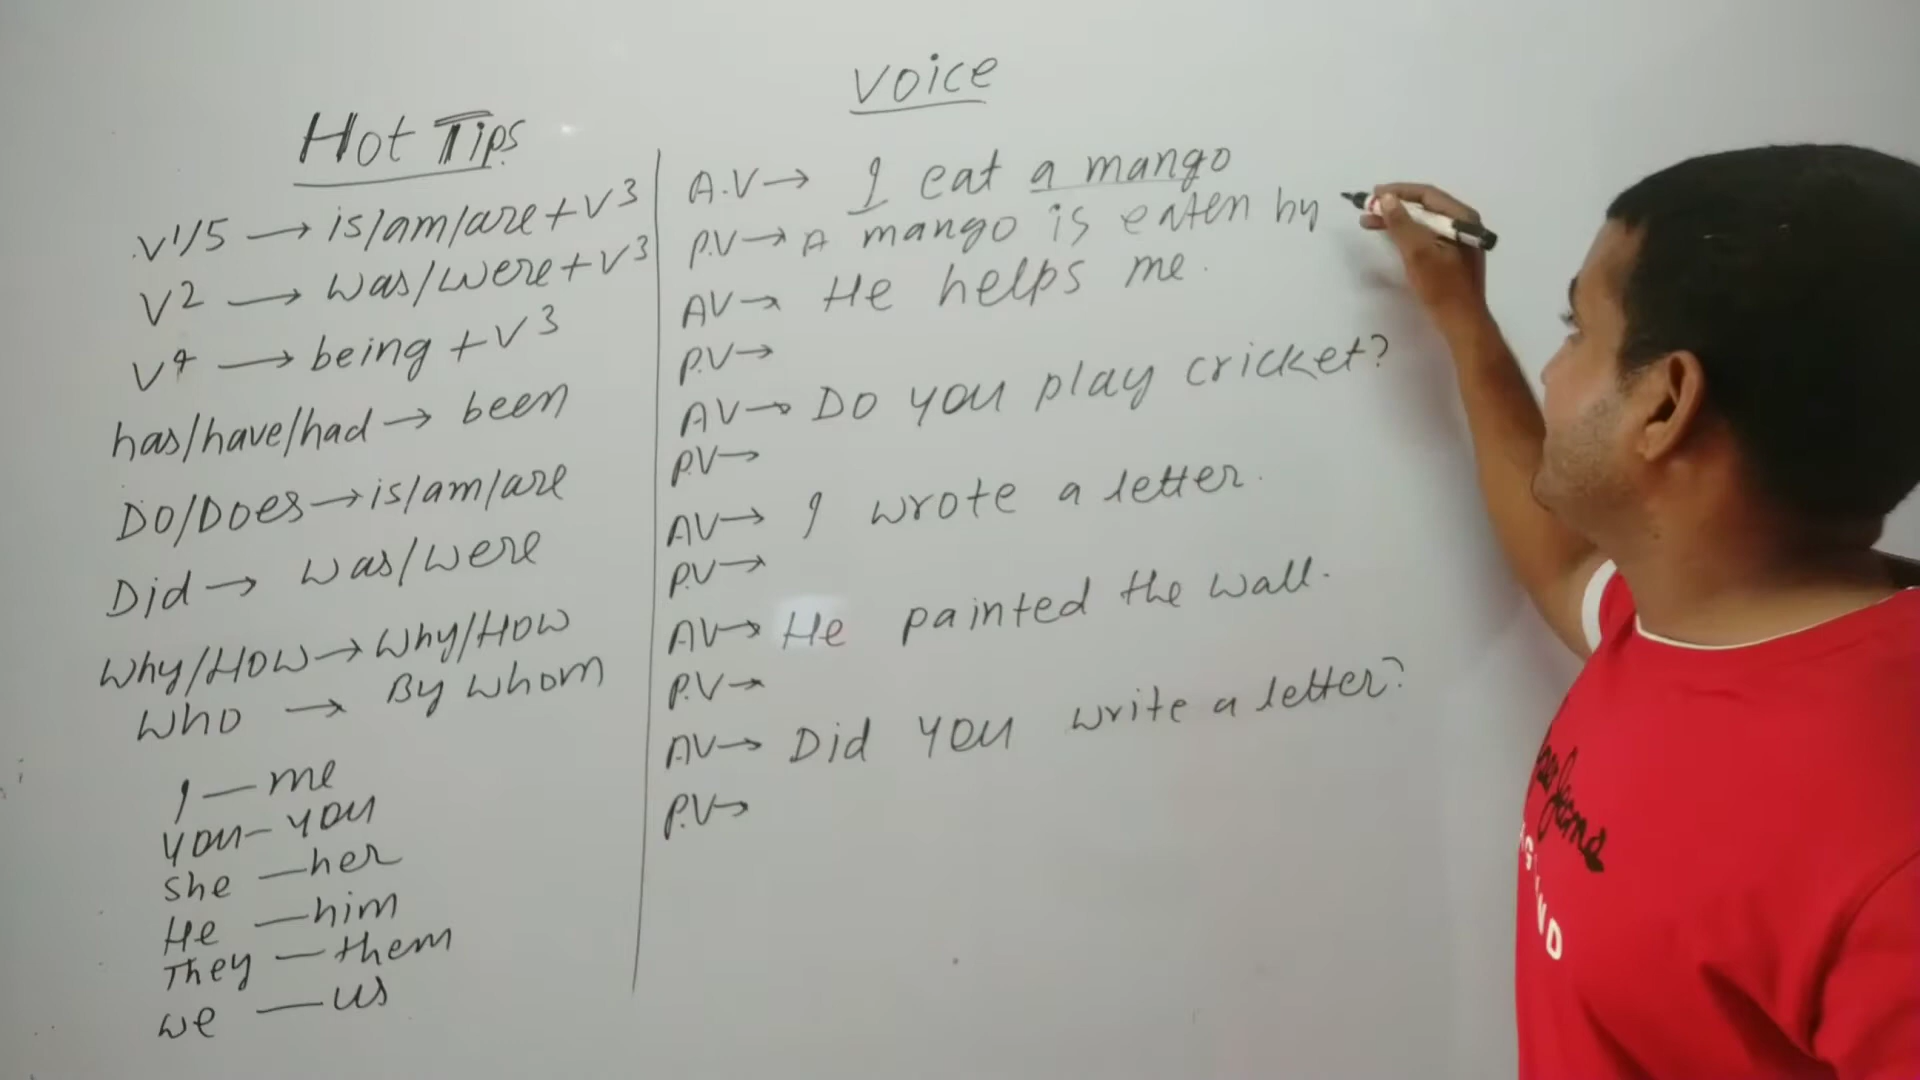 Voice
Hot Tips
V1/5 → is/am/are + V3
V2 → was/were + V3
V4 → being + V3
has/have/had → been
Do/Does → is/am/are
Did → was/were
Why/How → Why/How
Who → By whom
I — me
You — You
She — her
He — him
They — them
we — us
A.V → I eat a mango
P.V → A mango is eaten by
AV → He helps me.
P.V →
AV → Do you play cricket?
P.V →
AV → I wrote a letter.
P.V →
AV → He painted the wall.
P.V →
AV → Did you write a letter?
P.V →